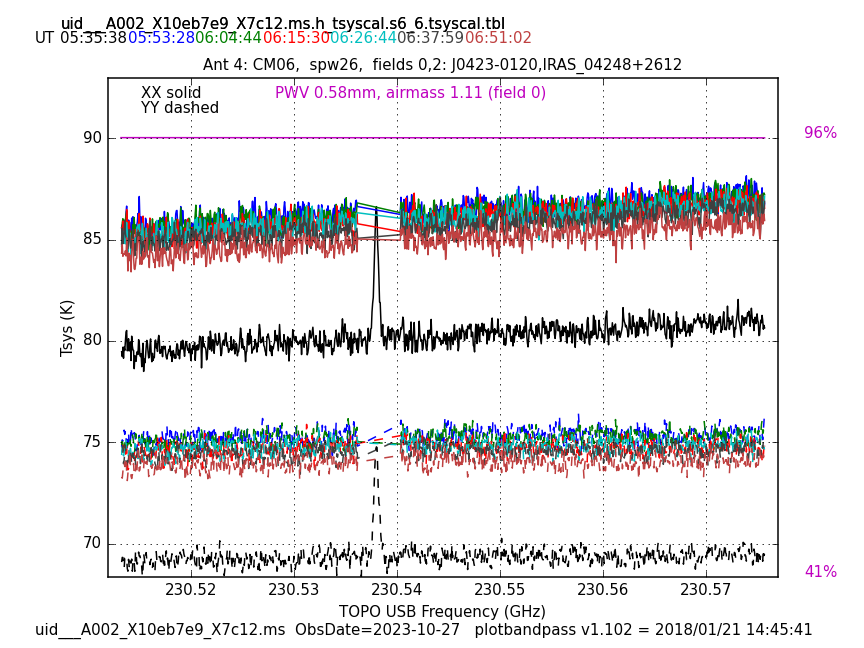 uid___A002_X10eb7e9_X7c12.ms.h_tsyscal.s6_6.tsyscal.tbl
UT 05:35:38 05:53:28 06:04:44 06:15:30 06:26:44 06:37:59 06:51:02
Ant 4: CM06,  spw26,  fields 0,2: J0423-0120,IRAS_04248+2612
XX solid
YY dashed
PWV 0.58mm, airmass 1.11 (field 0)
96%
90
85
80
75
70
Tsys (K)
41%
230.52 230.53 230.54 230.55 230.56 230.57
TOPO USB Frequency (GHz)
uid___A002_X10eb7e9_X7c12.ms  ObsDate=2023-10-27   plotbandpass v1.102 = 2018/01/21 14:45:41